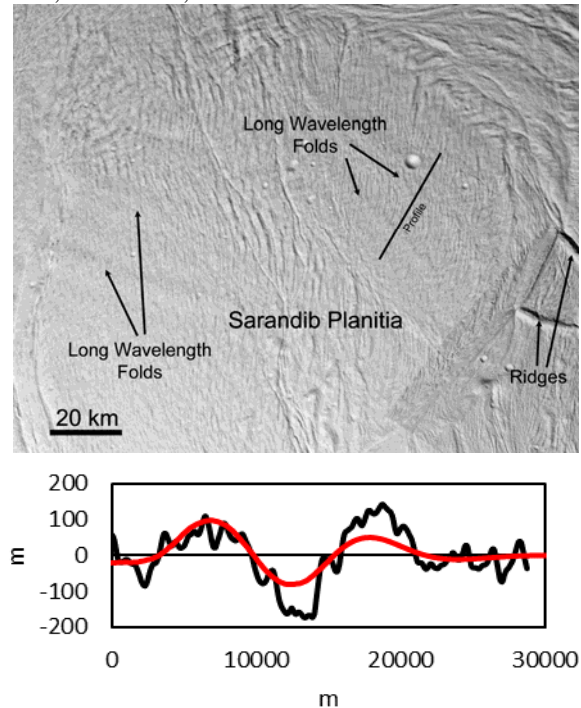 Long Wavelength
Folds
Profile
Sarandib Planitia
Long Wavelength
Folds
Ridges
20 km
200
100
0
-100
-200
m
0
10000
20000
30000
m